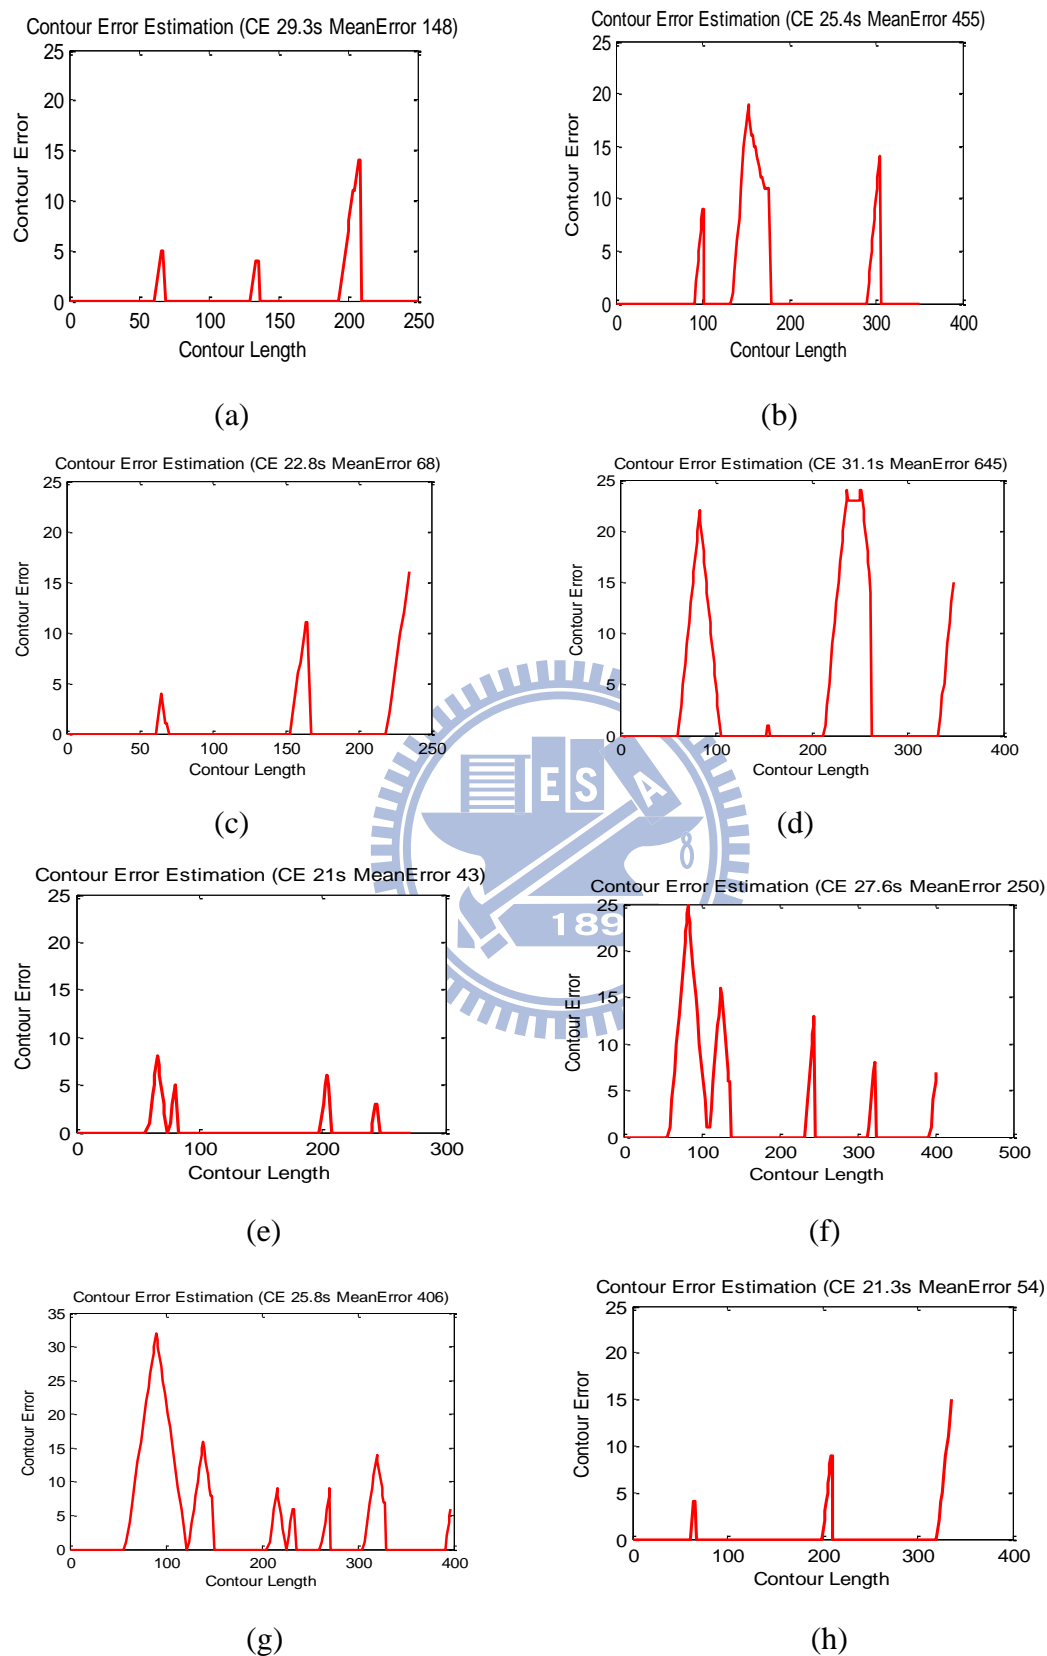 Contour Error Estimation (CE 29.3s MeanError 148)
25
20
15
10
5
0
Contour Error
0 50 100 150 200 250
Contour Length
(a)
Contour Error Estimation (CE 25.4s MeanError 455)
25
20
15
10
5
0
Contour Error
0 100 200 300 400
Contour Length
(b)
Contour Error Estimation (CE 22.8s MeanError 68)
25
20
15
10
5
0
Contour Error
0 50 100 150 200 250
Contour Length
(c)
Contour Error Estimation (CE 31.1s MeanError 645)
25
20
15
10
5
0
Contour Error
0 100 200 300 400
Contour Length
(d)
E S A
189
Contour Error Estimation (CE 21s MeanError 43)
25
20
15
10
5
0
Contour Error
0 100 200 300
Contour Length
(e)
Contour Error Estimation (CE 27.6s MeanError 250)
25
20
15
10
5
0
Contour Error
0 100 200 300 400 500
Contour Length
(f)
Contour Error Estimation (CE 25.8s MeanError 406)
35
30
25
20
15
10
5
0
Contour Error
0 100 200 300 400
Contour Length
(g)
Contour Error Estimation (CE 21.3s MeanError 54)
25
20
15
10
5
0
Contour Error
0 100 200 300 400
Contour Length
(h)